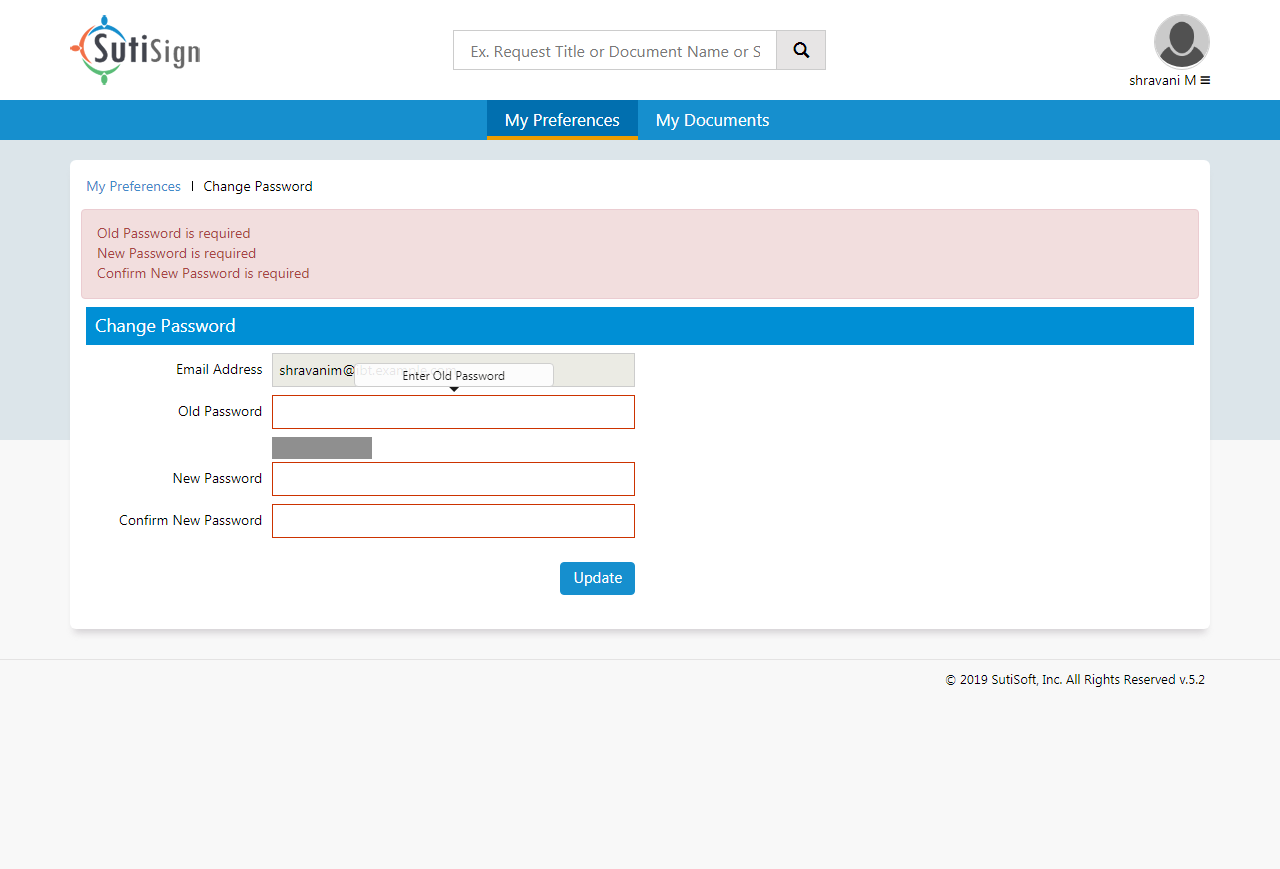 SutiSign
Ex. Request Title or Document Name or S
shravani M
My Preferences My Documents
My Preferences Change Password
Old Password is required
New Password is required
Confirm New Password is required
Change Password
Email Address shravanim@
Enter Old Password
Old Password
New Password
Confirm New Password
Update
© 2019 SutiSoft, Inc. All Rights Reserved v.5.2